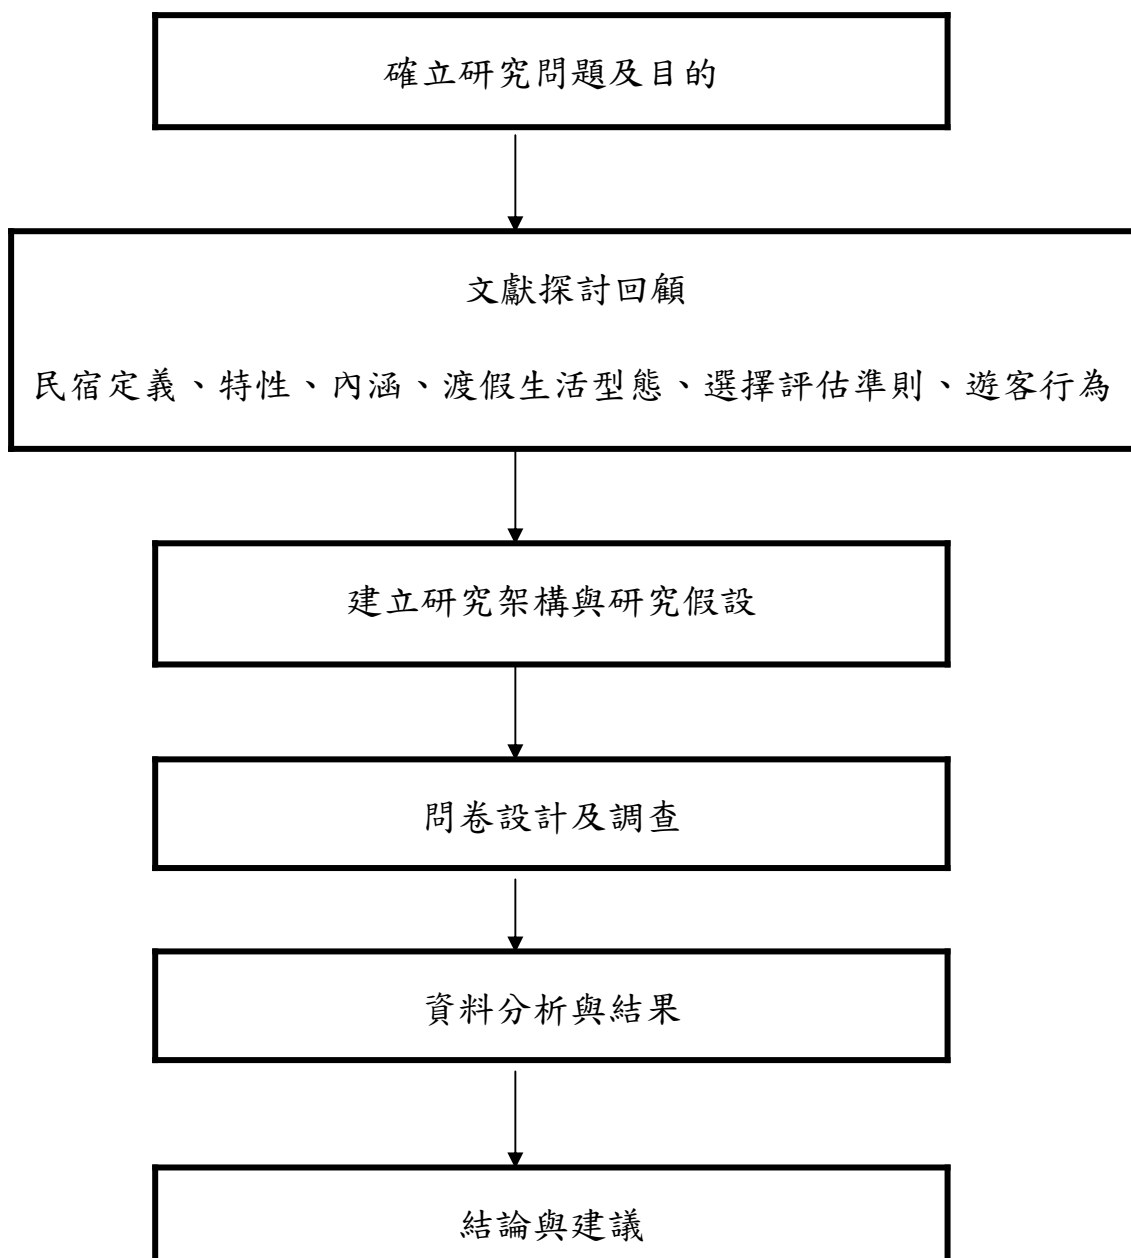 確立研究問題及目的
文獻探討回顧
民宿定義、特性、內涵、渡假生活型態、選擇評估準則、遊客行為
建立研究架構與研究假設
問卷設計及調查
資料分析與結果
結論與建議